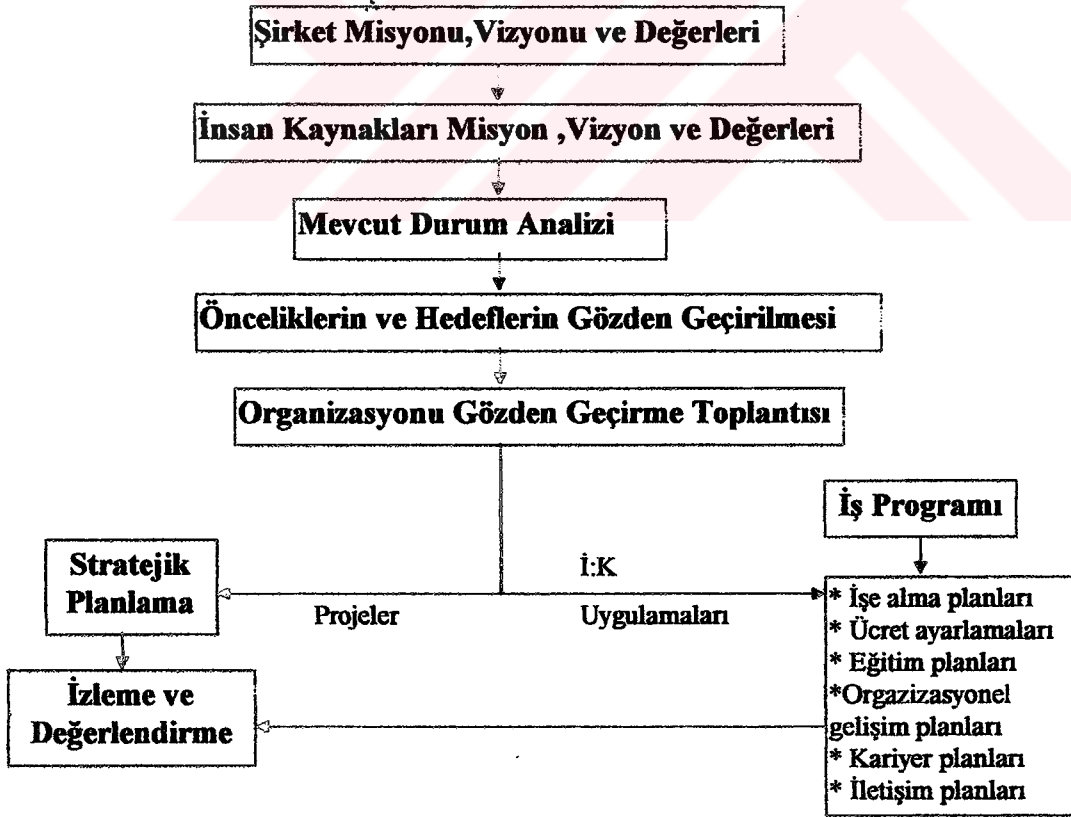 Şirket Misyonu,Vizyonu ve Değerleri
İnsan Kaynakları Misyon ,Vizyon ve Değerleri
Mevcut Durum Analizi
Önceliklerin ve Hedeflerin Gözden Geçirilmesi
Organizasyonu Gözden Geçirme Toplantısı
Stratejik
Planlama
Projeler
İ:K
Uygulamaları
İş Programı
* İşe alma planları
* Ücret ayarlamaları
* Eğitim planları
*Orgazizasyonel
gelişim planları
* Kariyer planları
* İletişim planları
İzleme ve
Değerlendirme